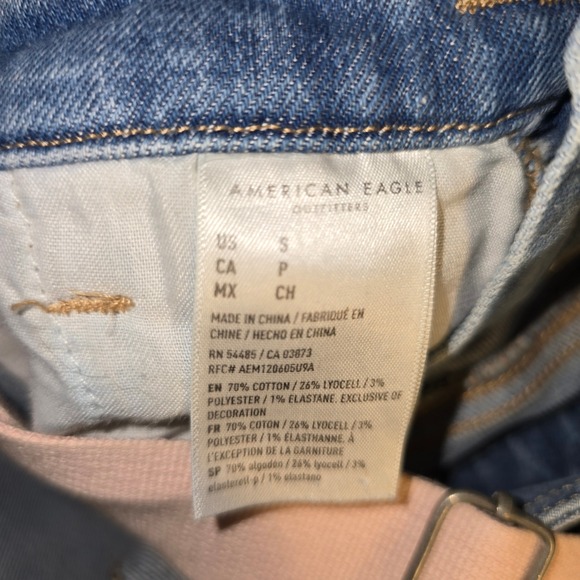 AMERICAN EAGLE
OUTFITTERS
US S
CA P
MX CH
MADE IN CHINA / FABRIQUÉ EN
CHINE / HECHO EN CHINA
RN 54485 / CA 03873
RFC# AEM120605U9A
EN 70% COTTON / 26% LYOCELL / 3%
POLYESTER / 1% ELASTANE. EXCLUSIVE OF
DECORATION
FR 70% COTON / 26% LYOCELL / 3%
POLYESTER / 1% ÉLASTHANNE. À
L'EXCEPTION DE LA GARNITURE
SP 70% algodon / 26% lyocell / 3%
elasterell-p / 1% elastano